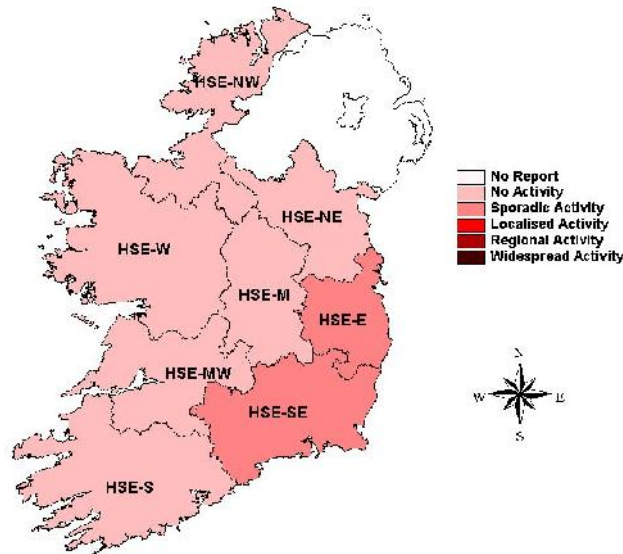 HSE-NW
No Report
No Activity
Sporadic Activity
Localised Activity
Regional Activity
Widespread Activity
HSE-NE
HSE-W
HSE-M
HSE-E
HSE-MW
HSE-SE
HSE-S
N
W E
S